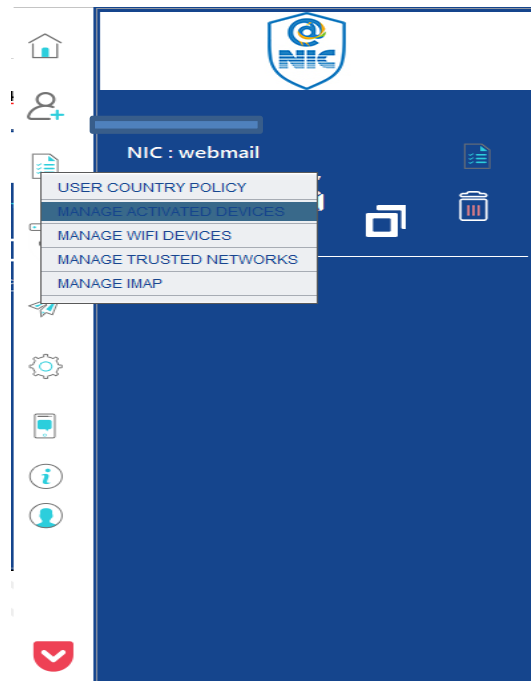 @
NIC
NIC : webmail
USER COUNTRY POLICY
MANAGE ACTIVATED DEVICES
MANAGE WIFI DEVICES
MANAGE TRUSTED NETWORKS
MANAGE IMAP
i